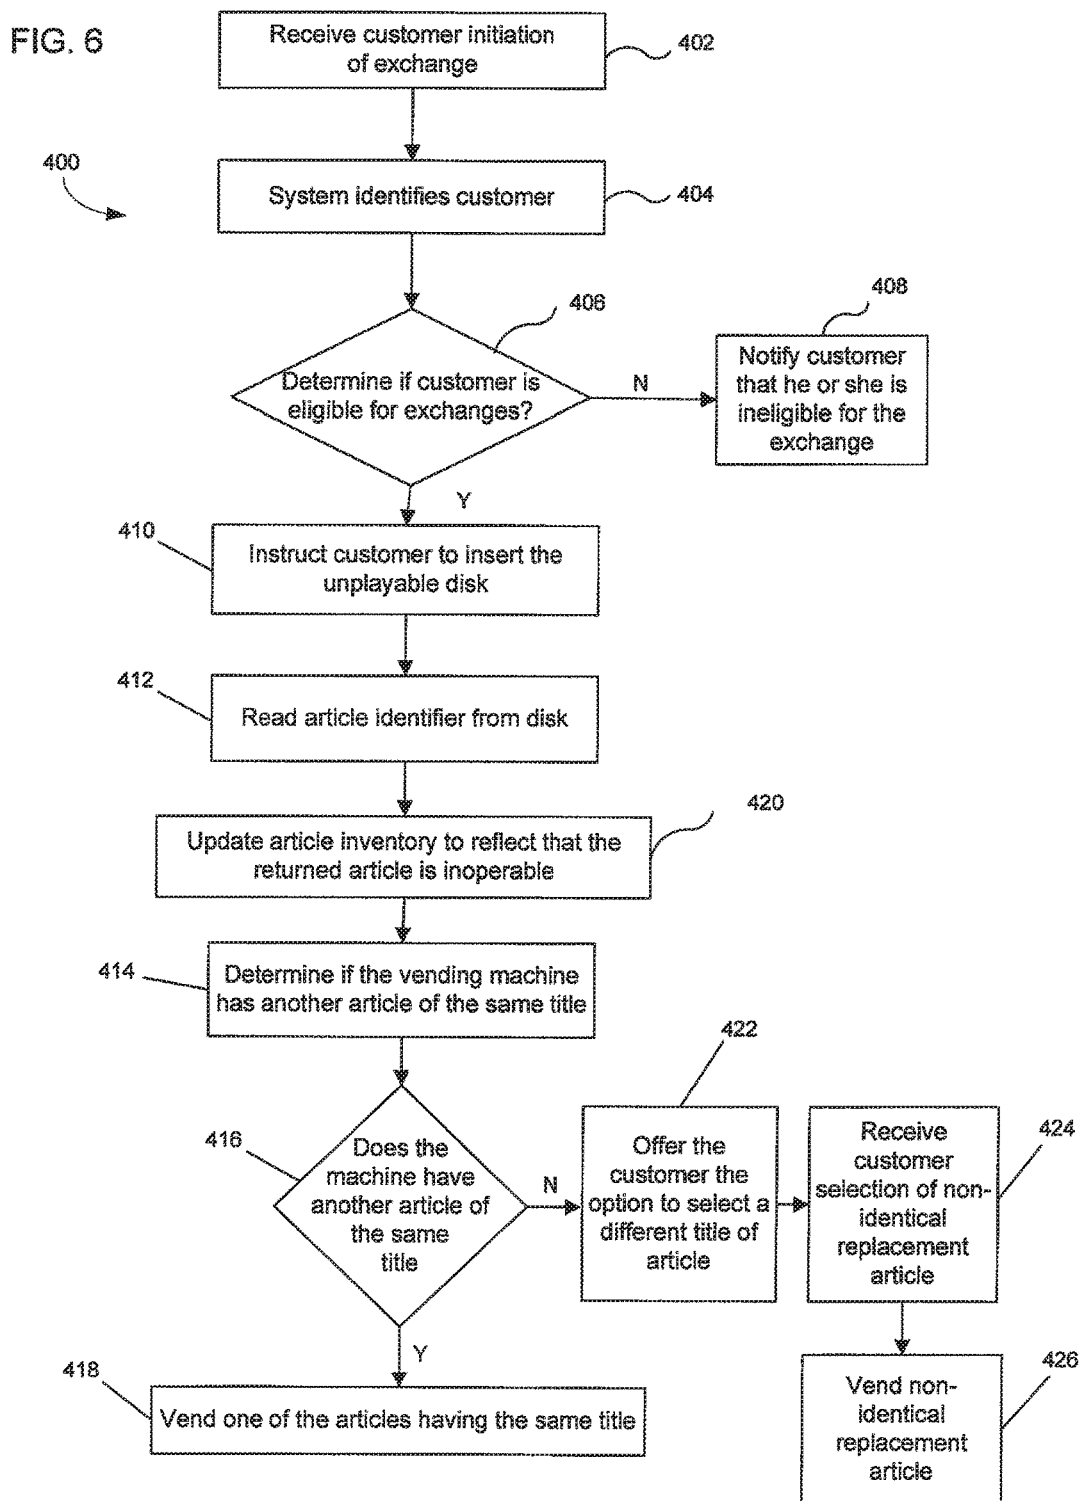 FIG. 6
Receive customer initiation
of exchange
402
400
System identifies customer
404
406
408
Determine if customer is
eligible for exchanges?
N
Notify customer
that he or she is
ineligible for the
exchange
Y
410
Instruct customer to insert the
unplayable disk
412
Read article identifier from disk
420
Update article inventory to reflect that the
returned article is inoperable
414
Determine if the vending machine
has another article of the same title
422
416
Does the
machine have
another article of
the same
title
N
Offer the
customer the
option to select a
different title of
article
Receive
customer
selection of non-
identical
replacement
article
424
Y
418
Vend one of the articles having the same title
Vend non-
identical
replacement
article
426